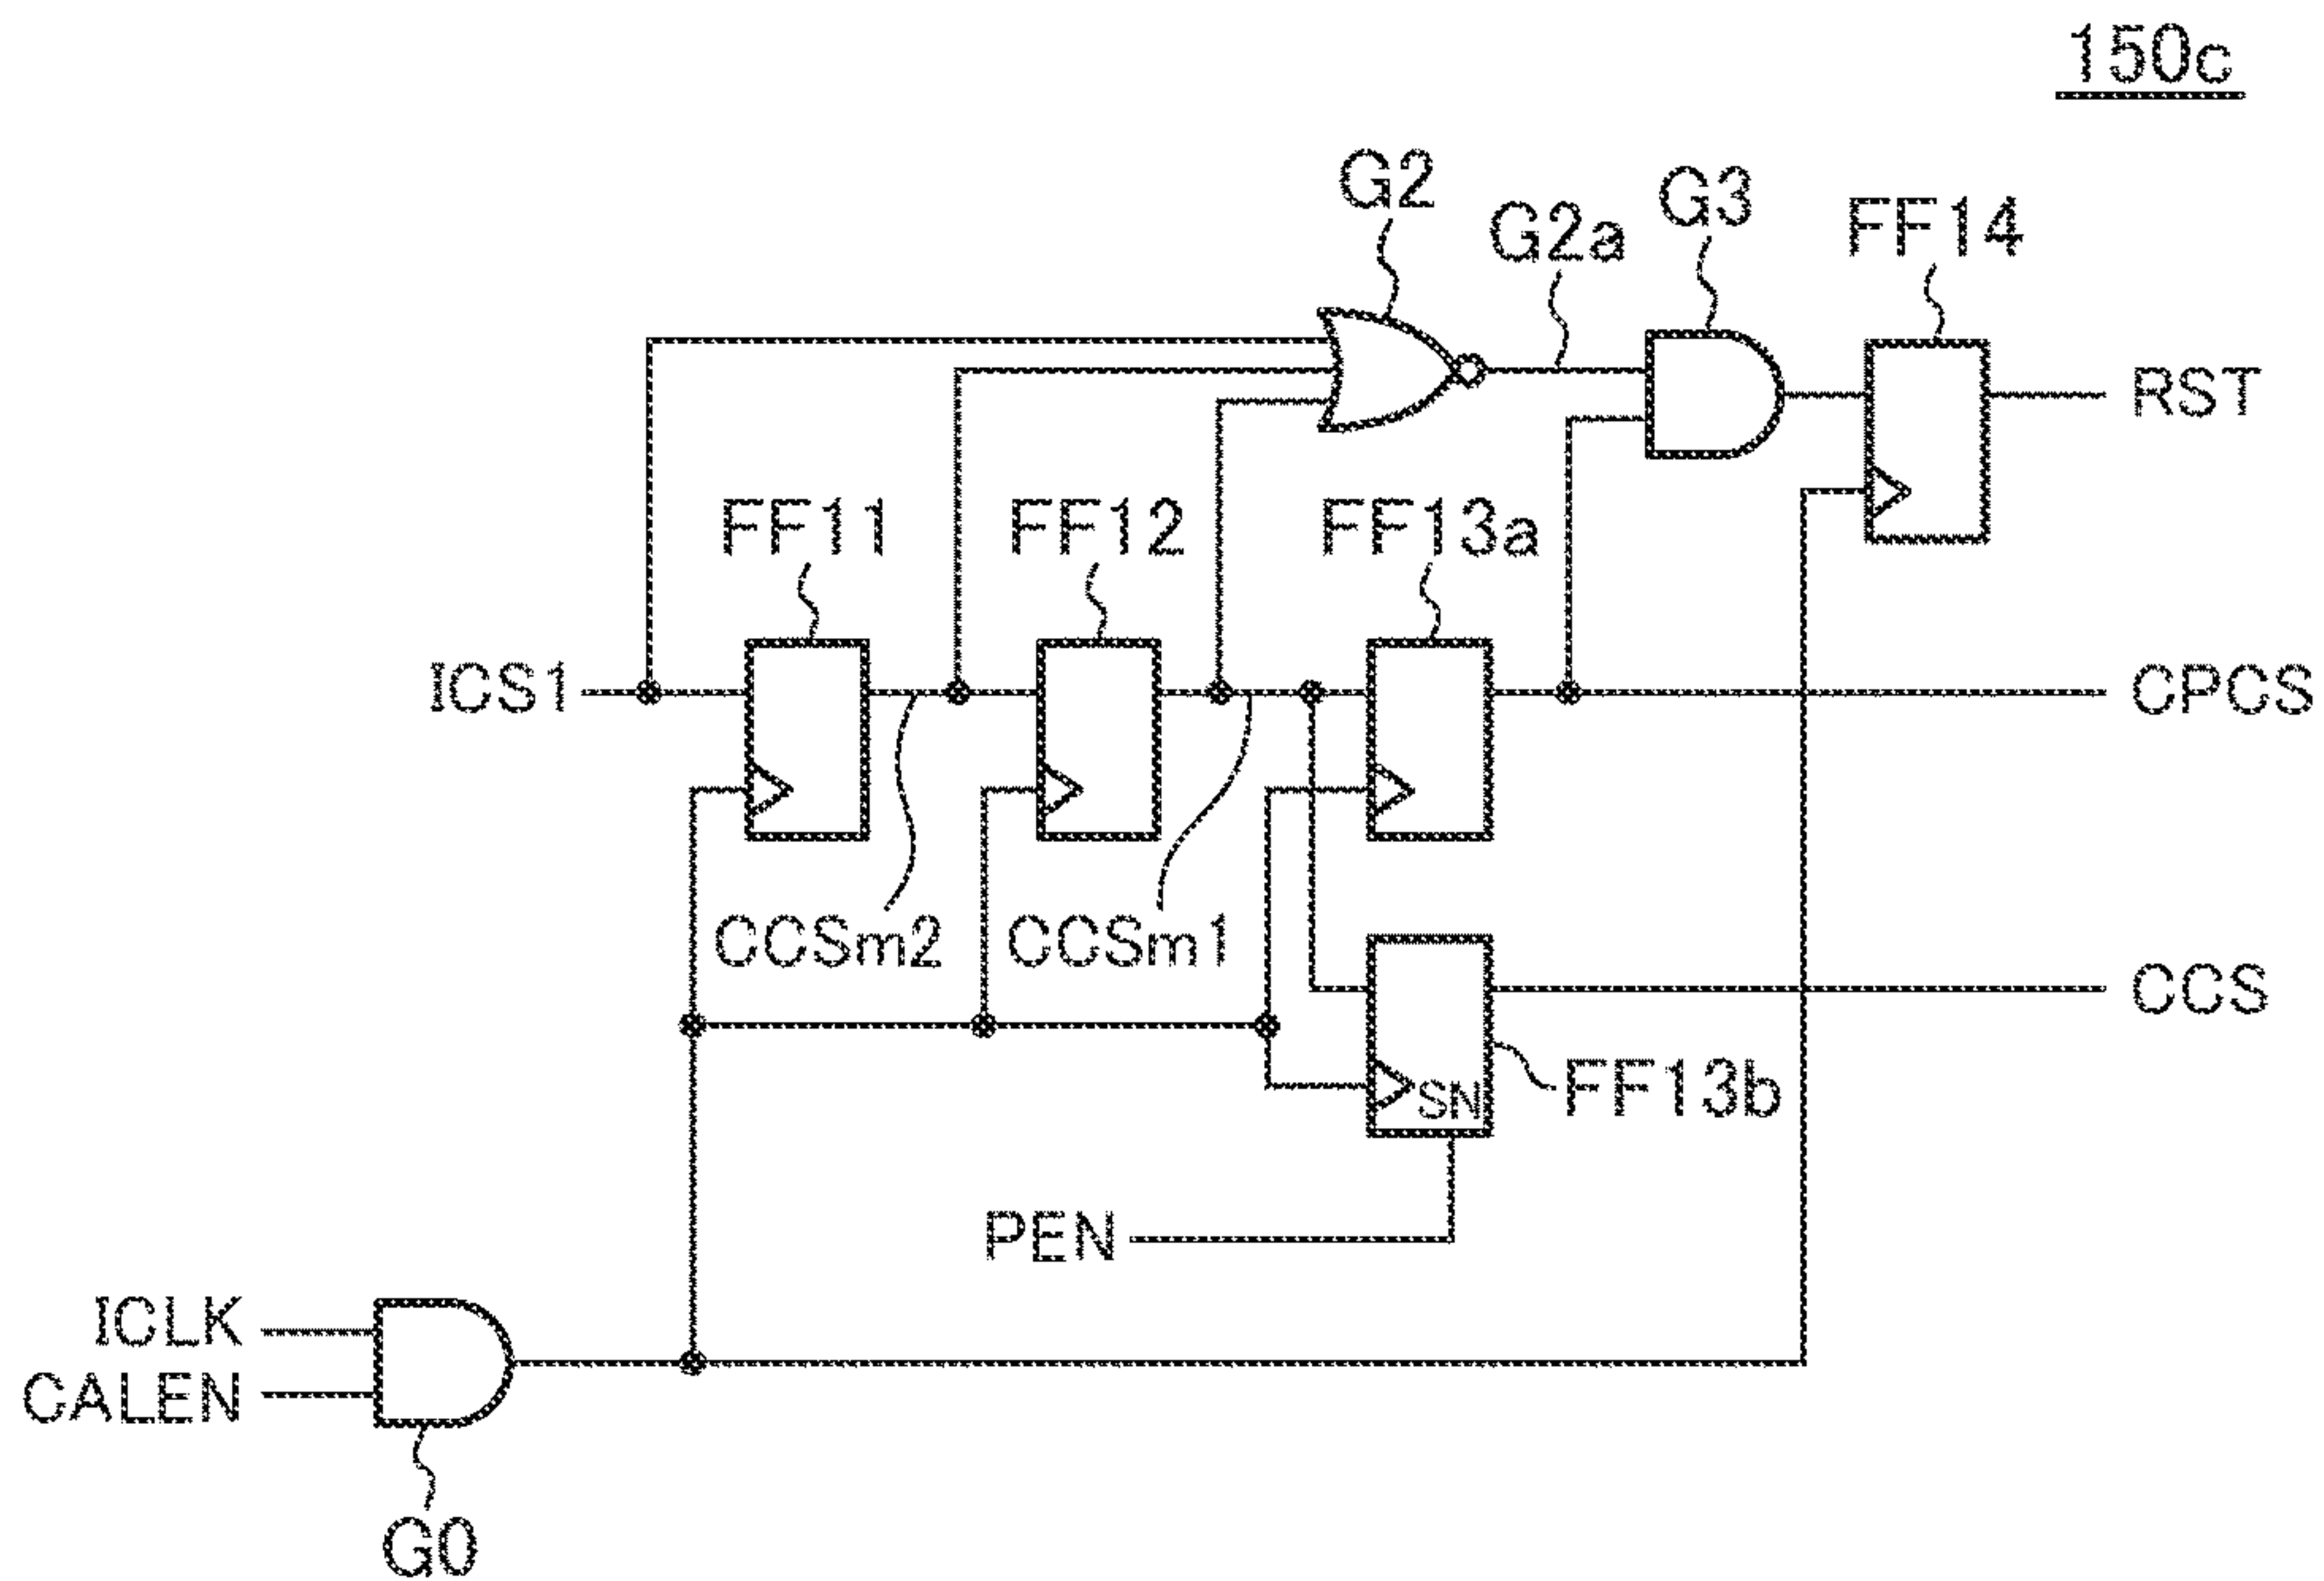 150c
G2
G2a
G3
FF14
RST
FF11
FF12
FF13a
ICS1
CPCS
CCSm2
CCSm1
CCS
SN
FF13b
PEN
ICLK
CALEN
G0